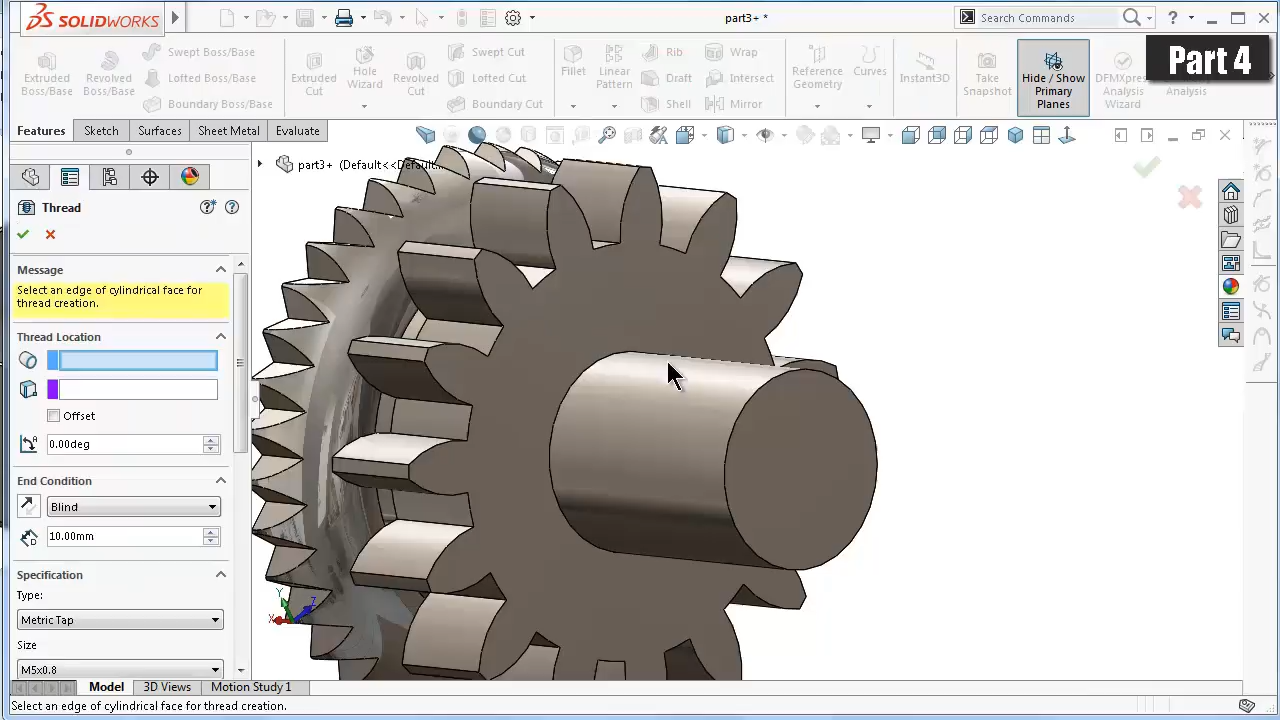 SOLIDWORKS
part3+ *
Search Commands
Part 4
Extruded
Boss/Base
Revolved
Boss/Base
Swept Boss/Base
Lofted Boss/Base
Boundary Boss/Base
Extruded
Cut
Hole
Wizard
Revolved
Cut
Swept Cut
Lofted Cut
Boundary Cut
Fillet
Linear
Pattern
Rib
Draft
Shell
Wrap
Intersect
Mirror
Reference
Geometry
Curves
Instant3D
Take
Snapshot
Hide / Show
Primary
Planes
DFMXpress
Analysis
Wizard
Analysis
Features
Sketch
Surfaces
Sheet Metal
Evaluate
part3+ (Default<<Default...
Thread
Message
Select an edge of cylindrical face for
thread creation.
Thread Location
Offset
0.00deg
End Condition
Blind
10.00mm
Specification
Type:
Metric Tap
Size
M5x0.8
Y
Z
X
Model
3D Views
Motion Study 1
Select an edge of cylindrical face for thread creation.